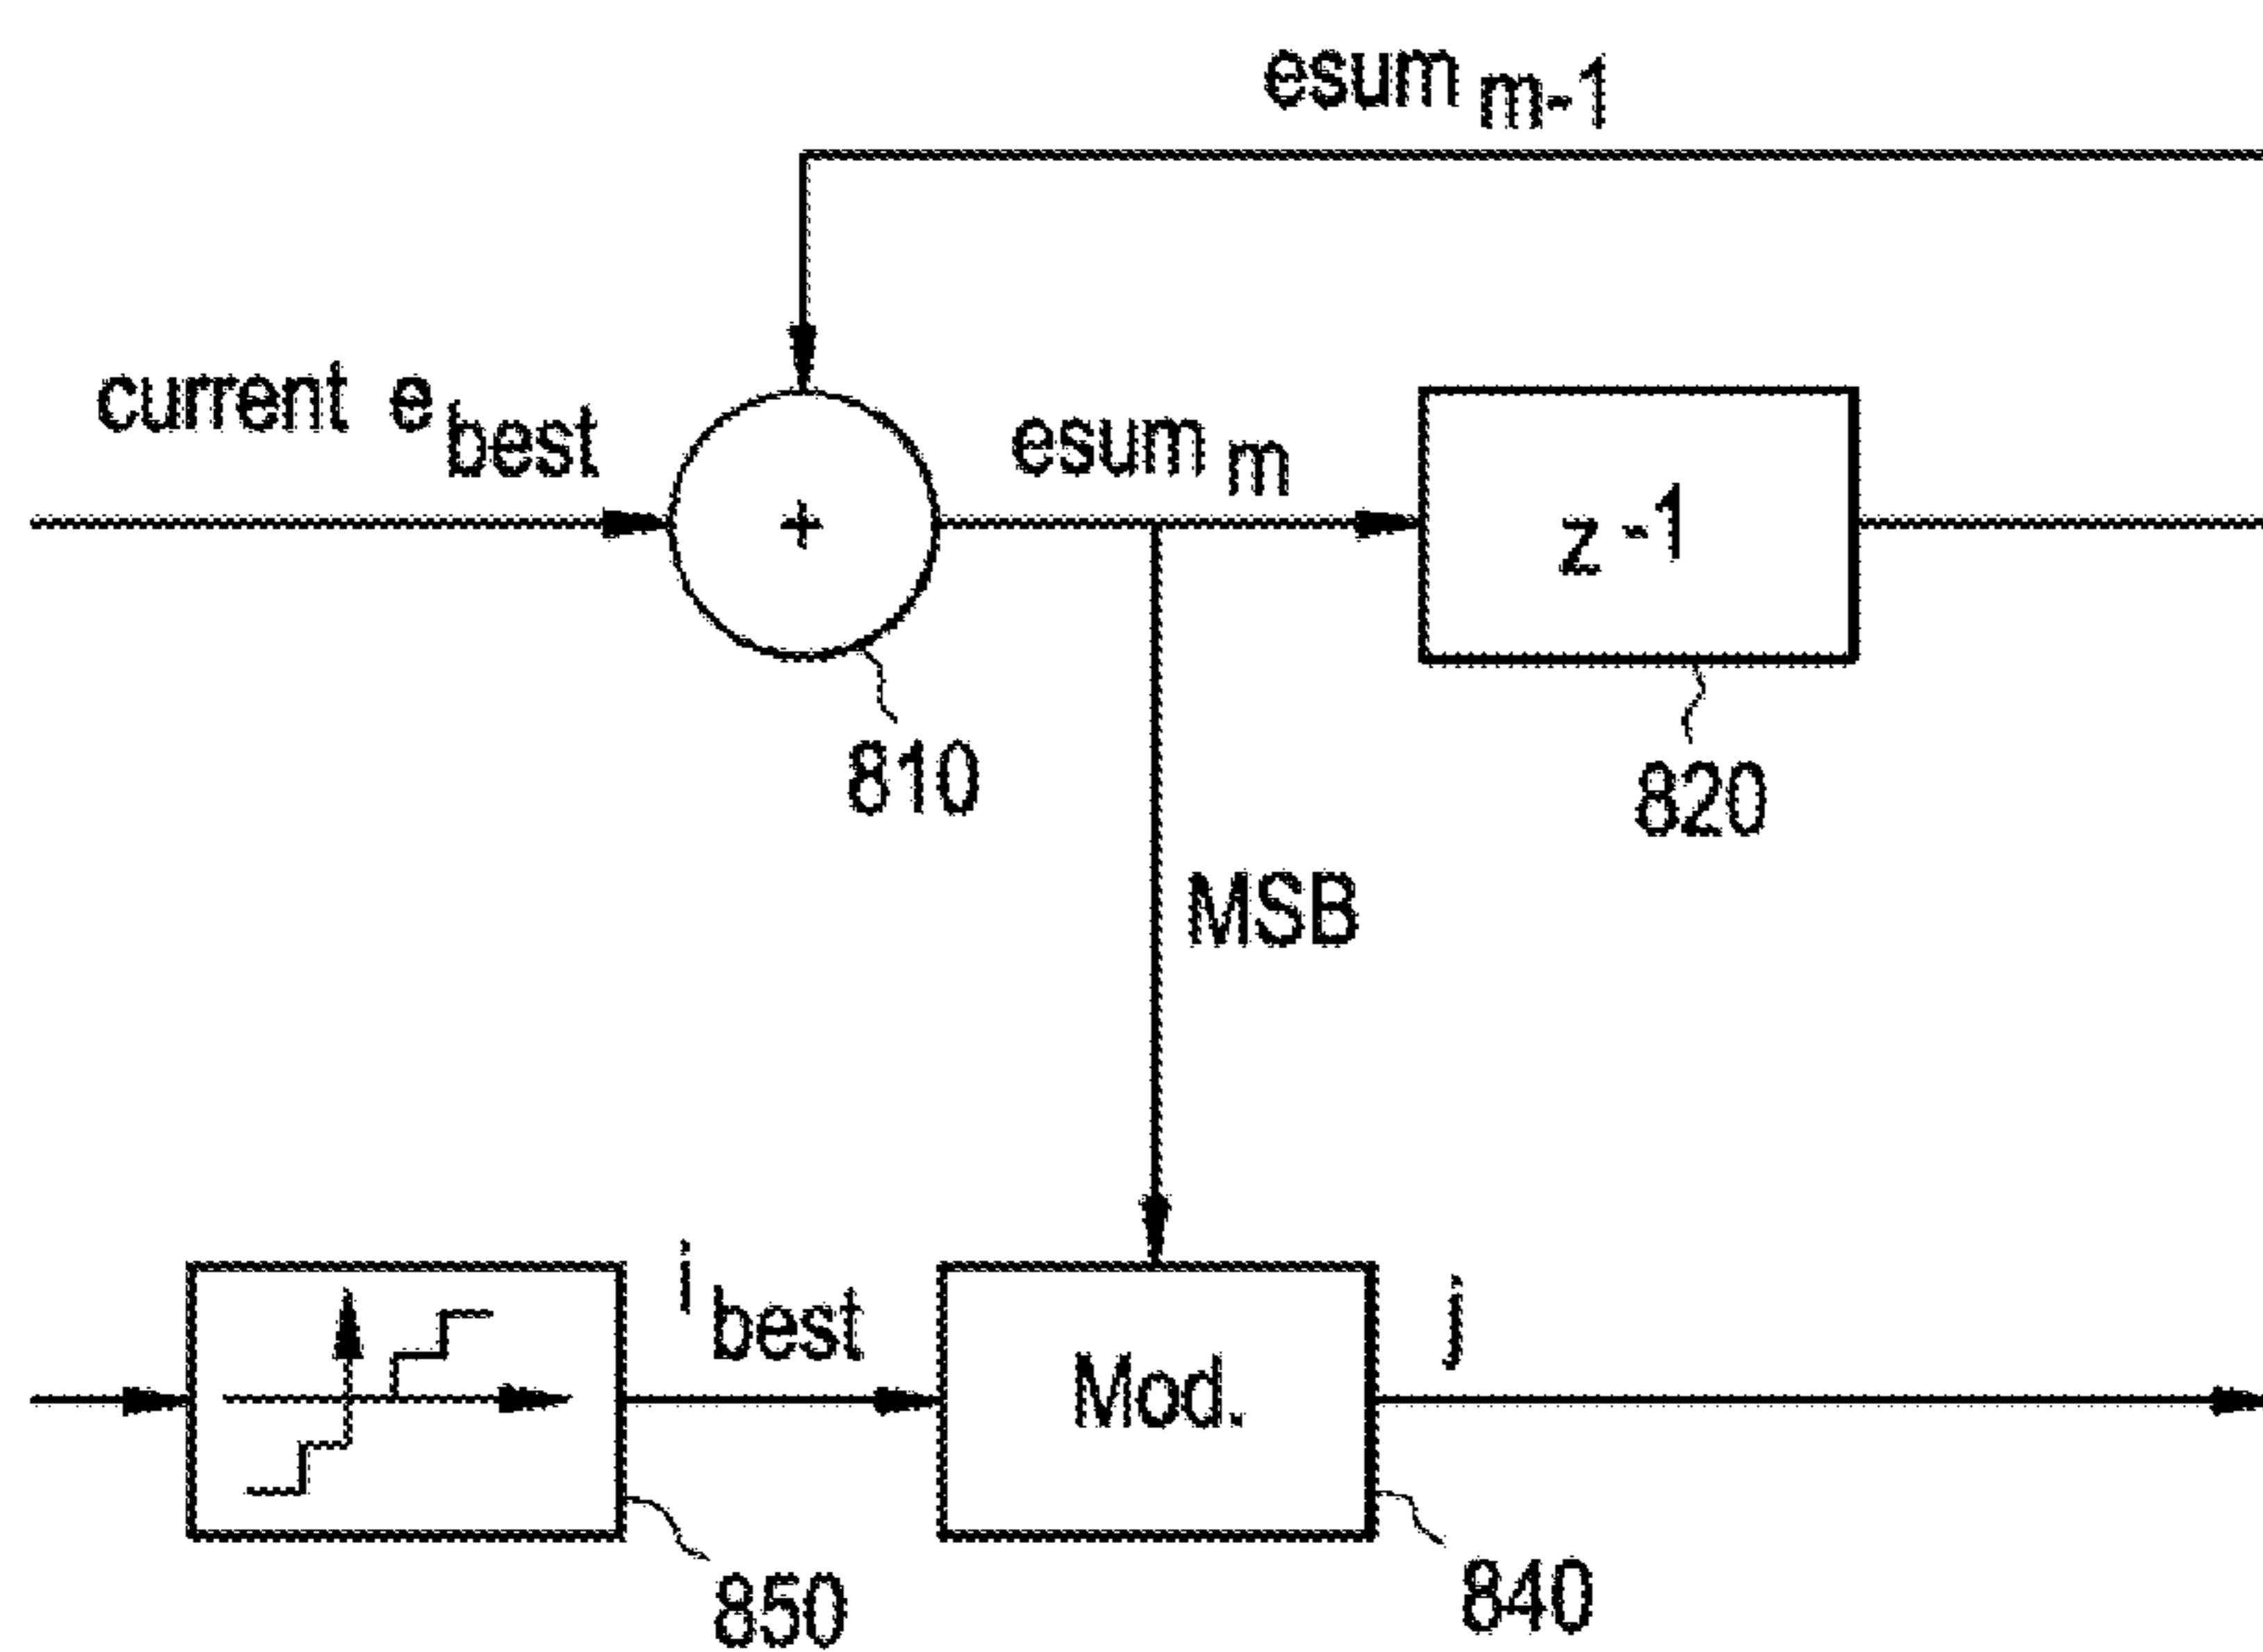 esum m-1
current e best
esum m
+
z -1
810
820
MSB
i best
Mod.
j
850
840